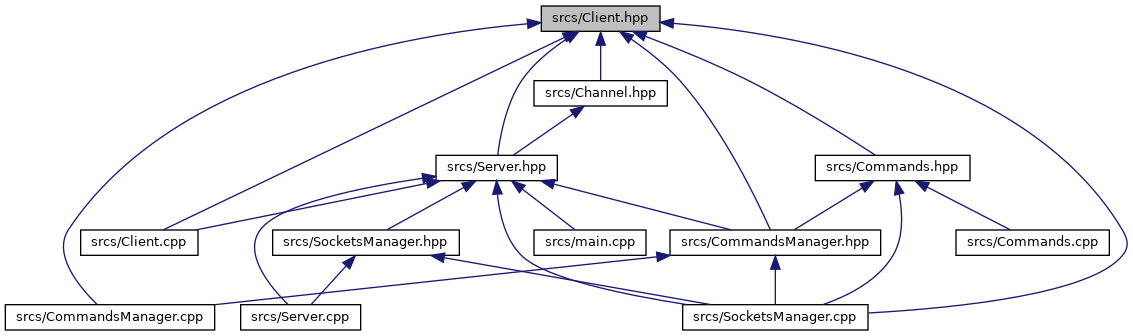 srcs/Client.hpp
srcs/Channel.hpp
srcs/Server.hpp
srcs/Commands.hpp
srcs/Client.cpp
srcs/SocketsManager.hpp
srcs/main.cpp
srcs/CommandsManager.hpp
srcs/Commands.cpp
srcs/CommandsManager.cpp
srcs/Server.cpp
srcs/SocketsManager.cpp